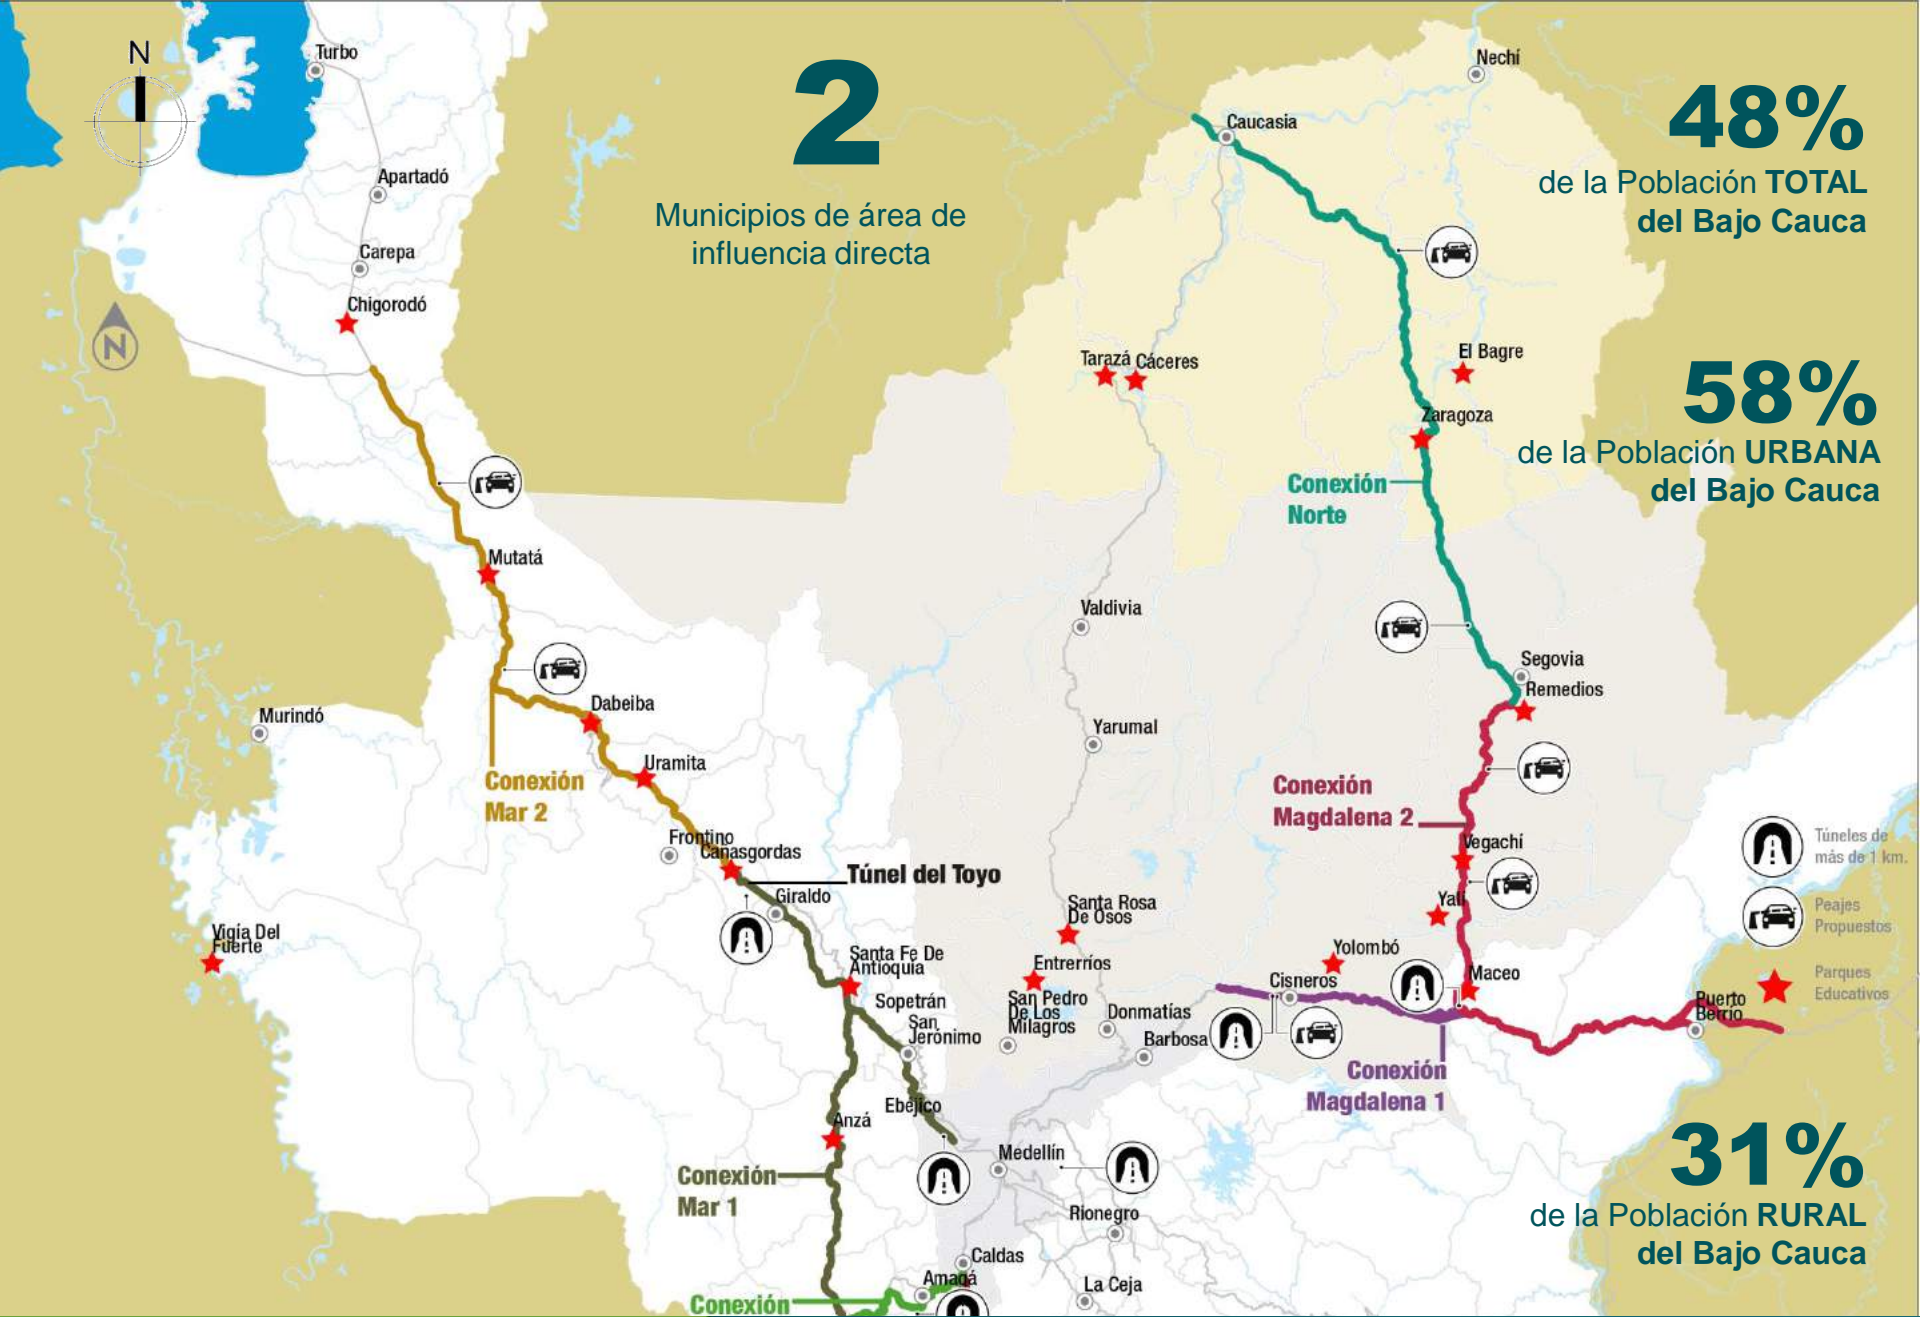 N
Turbo
Nechí
2
Municipios de área de
influencia directa
48%
de la Población TOTAL
del Bajo Cauca
Caucasia
Apartadó
Carepa
Chigorodó
N
Tarazá
Cáceres
El Bagre
Zaragoza
58%
de la Población URBANA
del Bajo Cauca
Conexión
Norte
Mutatá
Valdivia
Segovia
Remedios
Murindó
Dabeiba
Yarumal
Uramita
Conexión
Mar 2
Conexión
Magdalena 2
Frontino
Cañasgordas
Vegachí
Túnel del Toyo
Túneles de
más de 1 km.
Giraldo
Santa Rosa
De Osos
Yalí
Peajes
Propuestos
Vigía Del
Fuerte
Santa Fe De
Antioquia
Entrerríos
Yolombó
Cisneros
Maceo
Parques
Educativos
Sopetrán
San Pedro
De Los
Milagros
Puerto
Berrío
San
Jerónimo
Donmatías
Barbosa
Conexión
Magdalena 1
Ebéjico
Anzá
Medellín
31%
de la Población RURAL
del Bajo Cauca
Conexión
Mar 1
Rionegro
Caldas
Amagá
La Ceja
Conexión